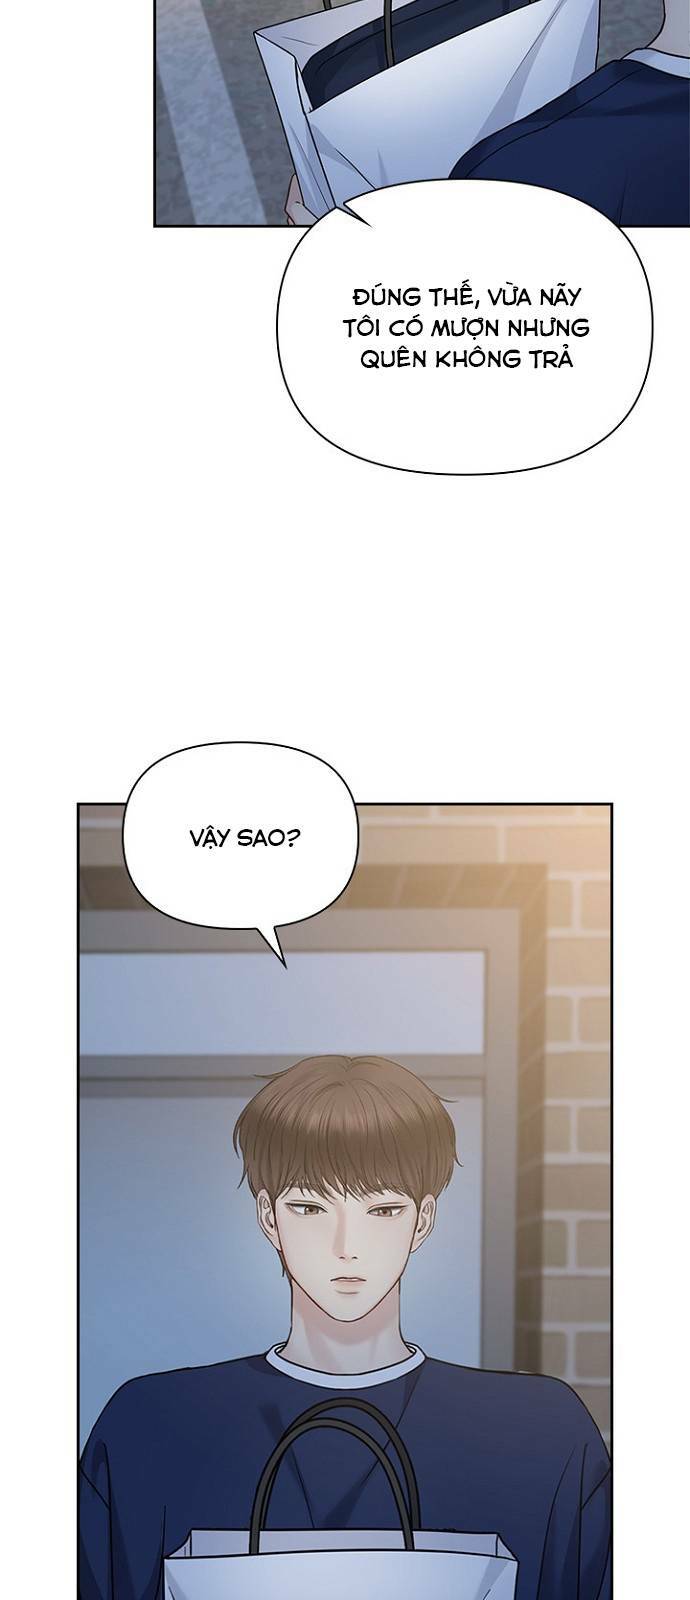 ĐÚNG THẾ, VỪA NÃY
TÔI CÓ MƯỢN NHƯNG
QUÊN KHÔNG TRẢ
VẬY SAO?